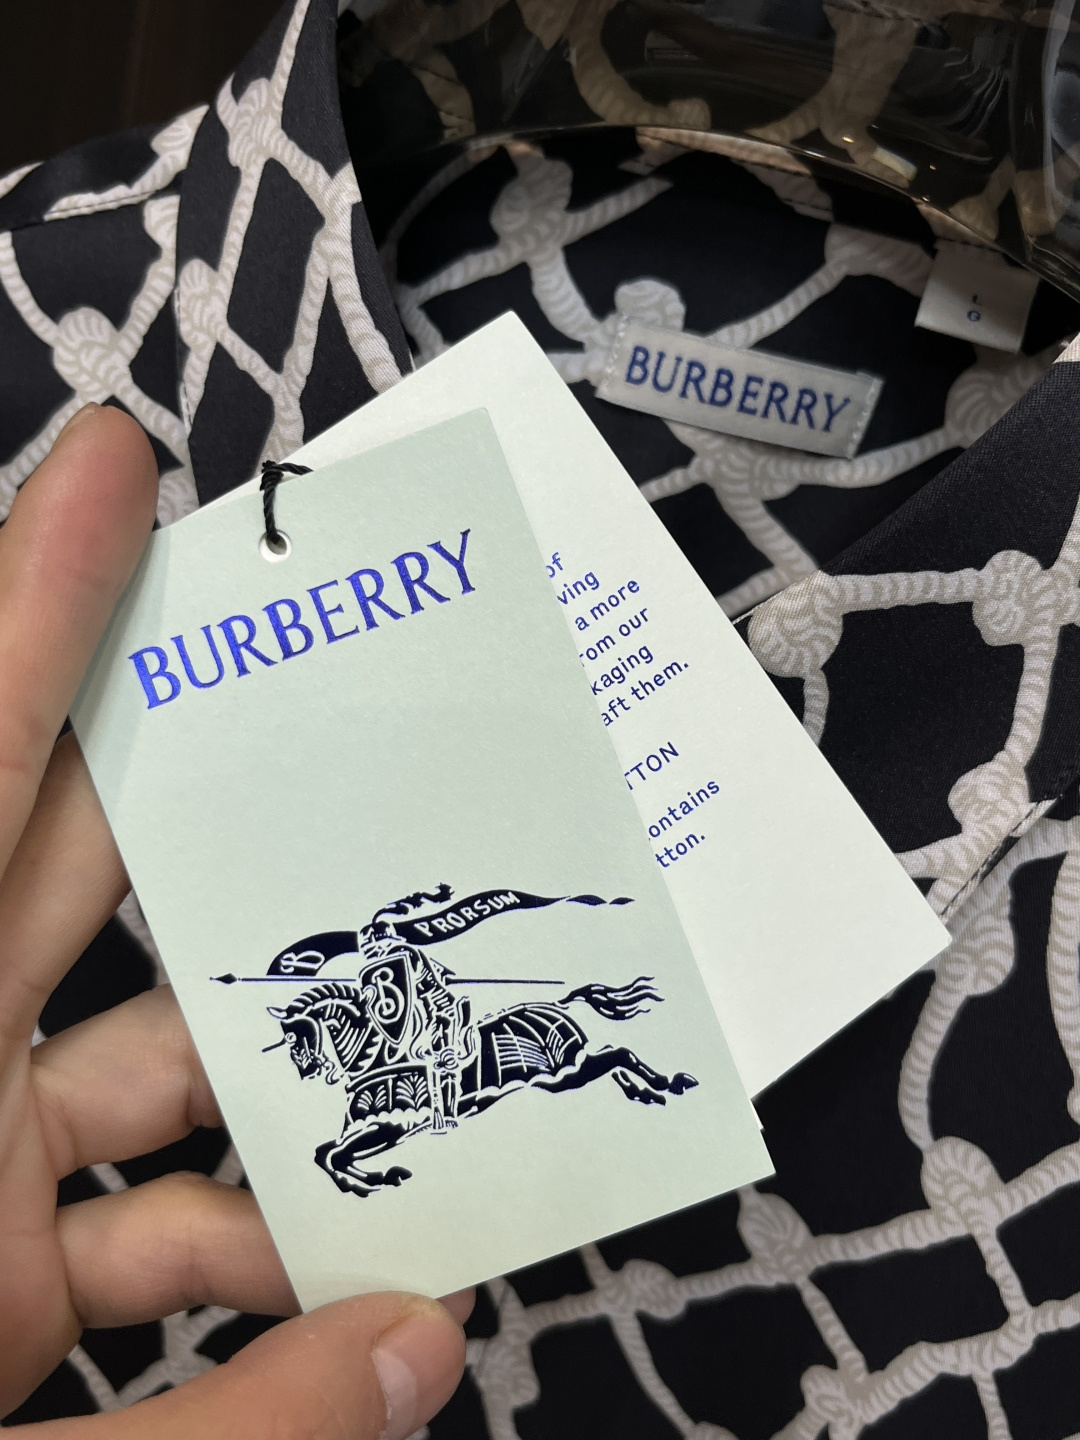 BURBERRY
L
G
BURBERRY
of
ving
a more
rom our
kaging
aft them.
TTON
ontains
tton.
PRORSUM
B
B